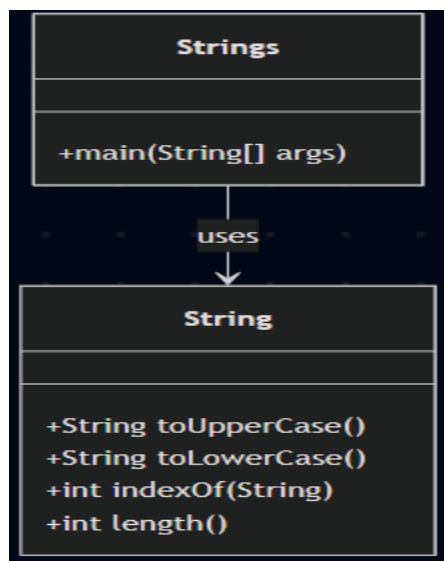 Strings
+main(String[] args)
uses
String
+String toUpperCase()
+String toLowerCase()
+int indexOf(String)
+int length()